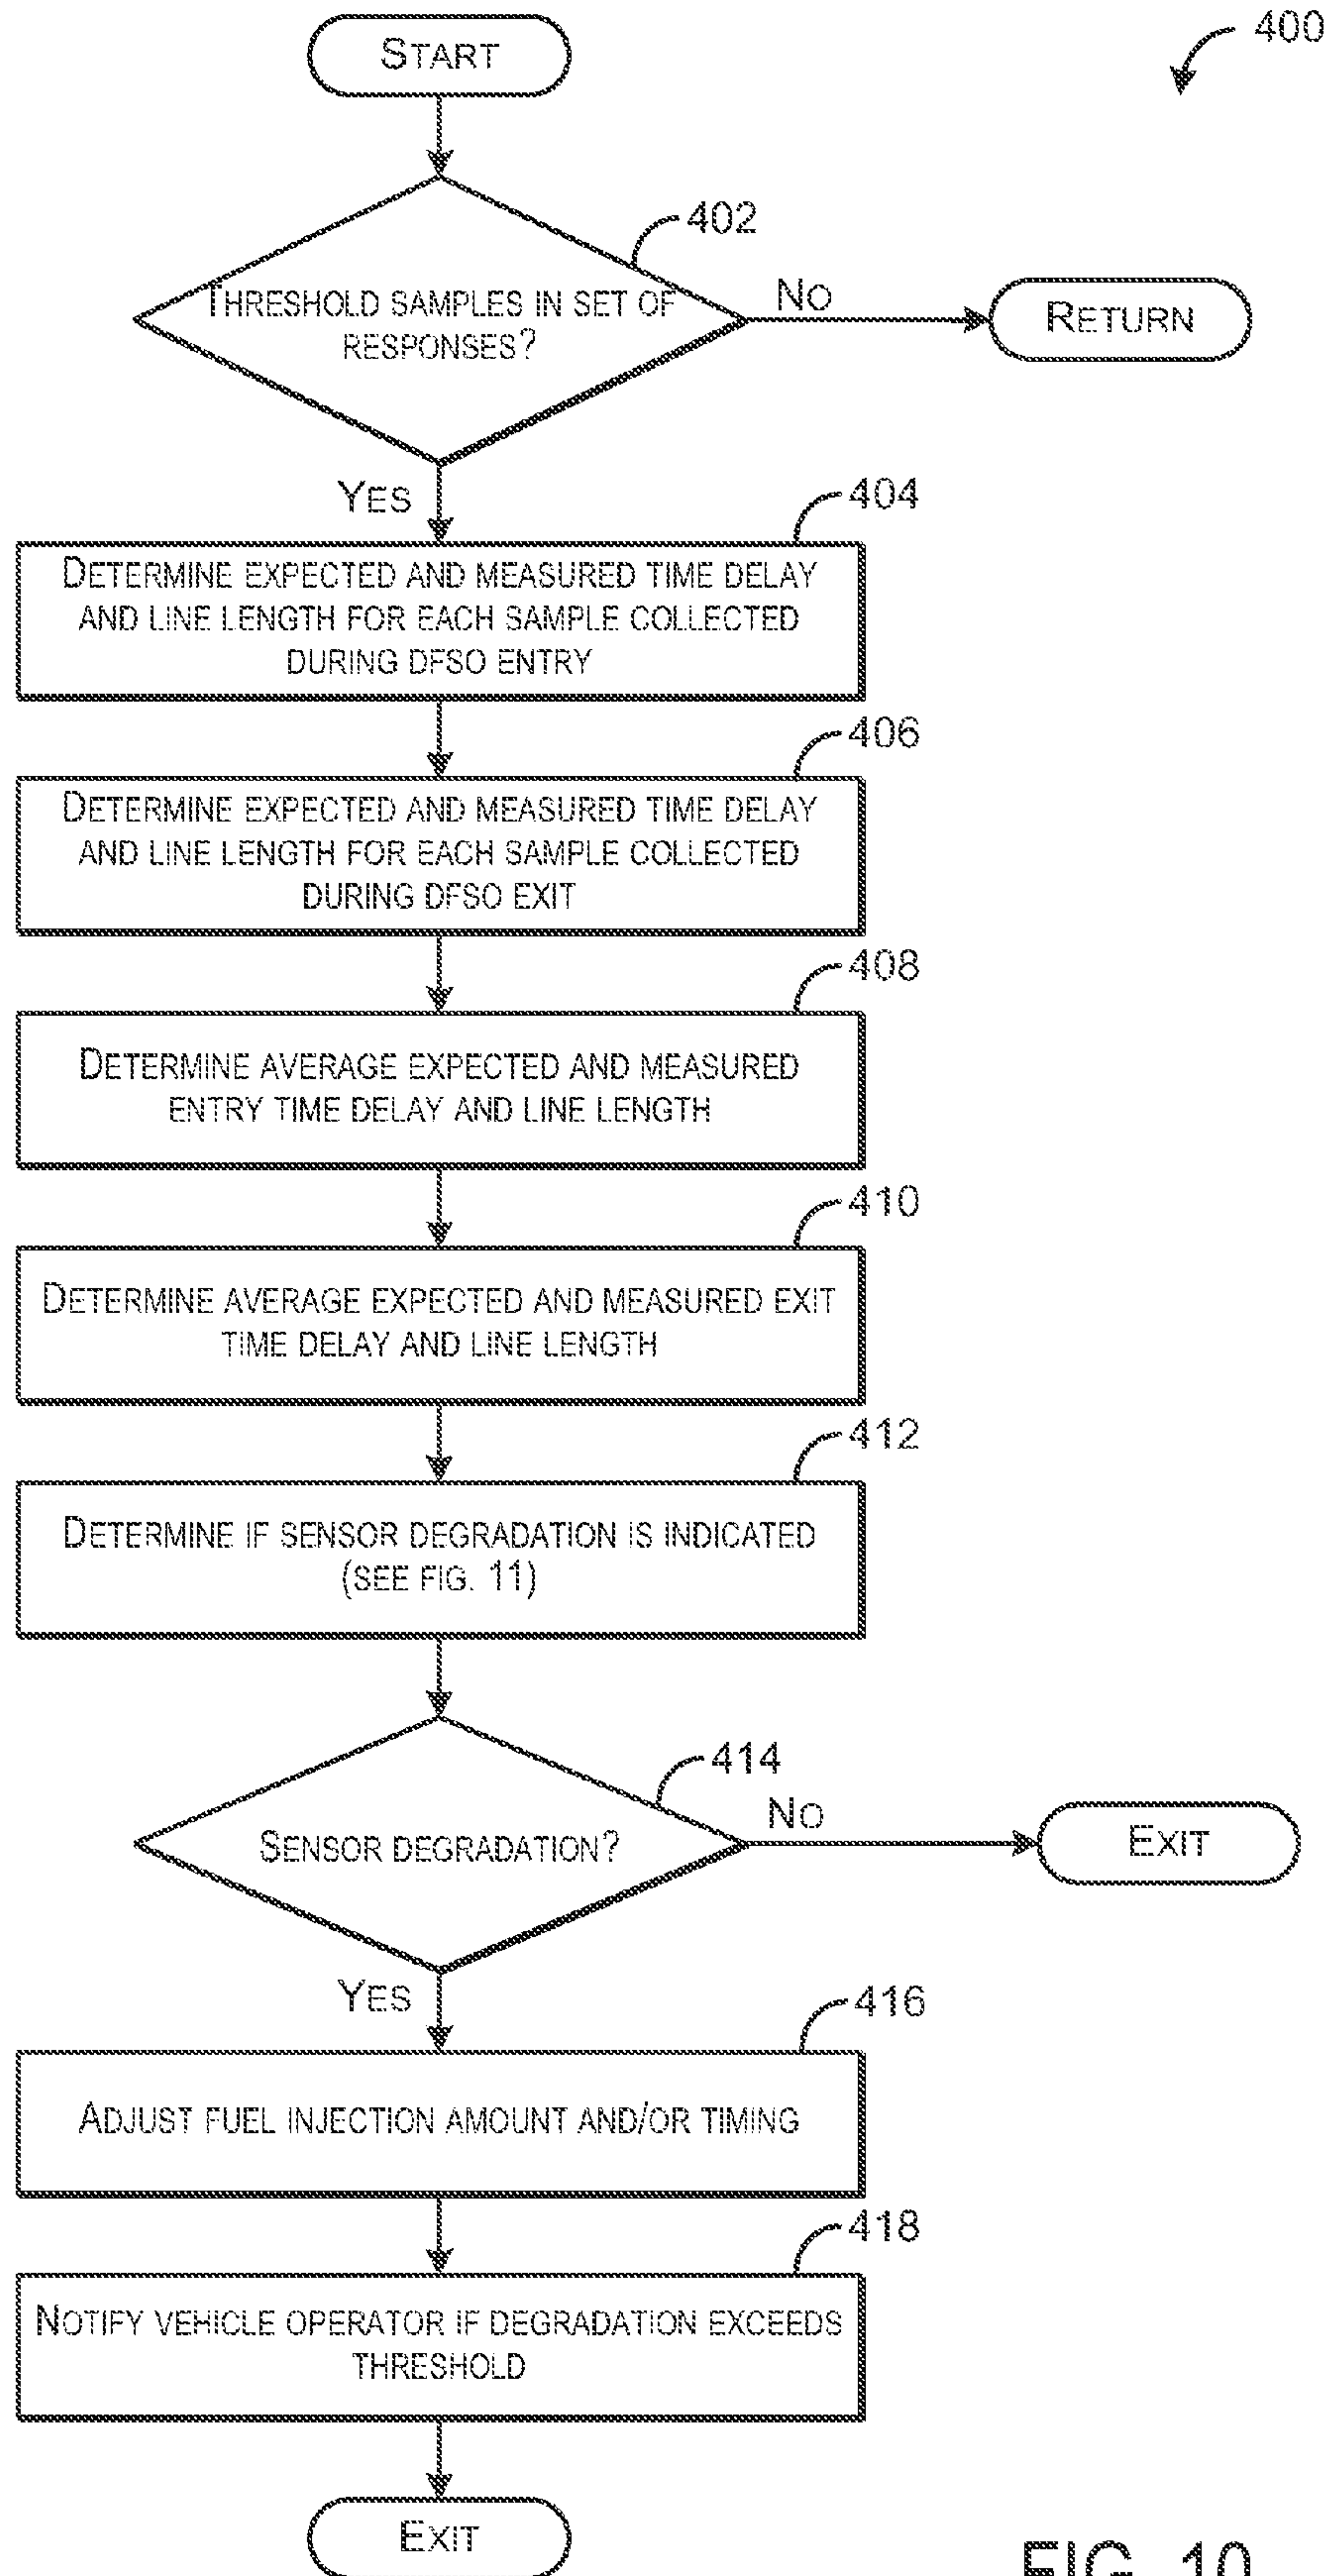 START
400
402
THRESHOLD SAMPLES IN SET OF
RESPONSES?
NO
RETURN
YES
404
DETERMINE EXPECTED AND MEASURED TIME DELAY
AND LINE LENGTH FOR EACH SAMPLE COLLECTED
DURING DFSO ENTRY
406
DETERMINE EXPECTED AND MEASURED TIME DELAY
AND LINE LENGTH FOR EACH SAMPLE COLLECTED
DURING DFSO EXIT
408
DETERMINE AVERAGE EXPECTED AND MEASURED
ENTRY TIME DELAY AND LINE LENGTH
410
DETERMINE AVERAGE EXPECTED AND MEASURED EXIT
TIME DELAY AND LINE LENGTH
412
DETERMINE IF SENSOR DEGRADATION IS INDICATED
(SEE FIG. 11)
414
SENSOR DEGRADATION?
NO
EXIT
YES
416
ADJUST FUEL INJECTION AMOUNT AND/OR TIMING
418
NOTIFY VEHICLE OPERATOR IF DEGRADATION EXCEEDS
THRESHOLD
EXIT
FIG. 10